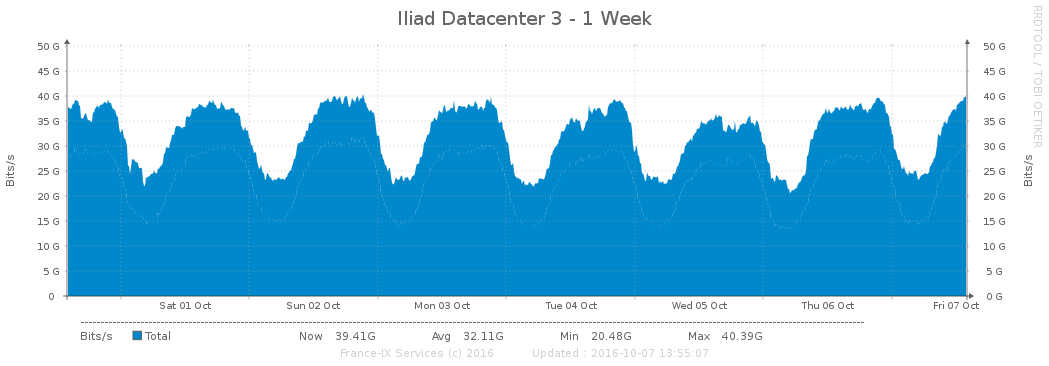 Iliad Datacenter 3 - 1 Week
RRDTOOL / TOBI OETIKER
50 G 50 G
45 G 45 G
40 G 40 G
35 G 35 G
30 G 30 G
25 G 25 G
20 G 20 G
15 G 15 G
10 G 10 G
5 G 5 G
0 0 G
Bits/s
Bits/s
Sat 01 Oct Sun 02 Oct Mon 03 Oct Tue 04 Oct Wed 05 Oct Thu 06 Oct Fri 07 Oct
Bits/s Total Now 39.41G Avg 32.11G Min 20.48G Max 40.39G
France-IX Services (c) 2016 Updated : 2016-10-07 13:55:07